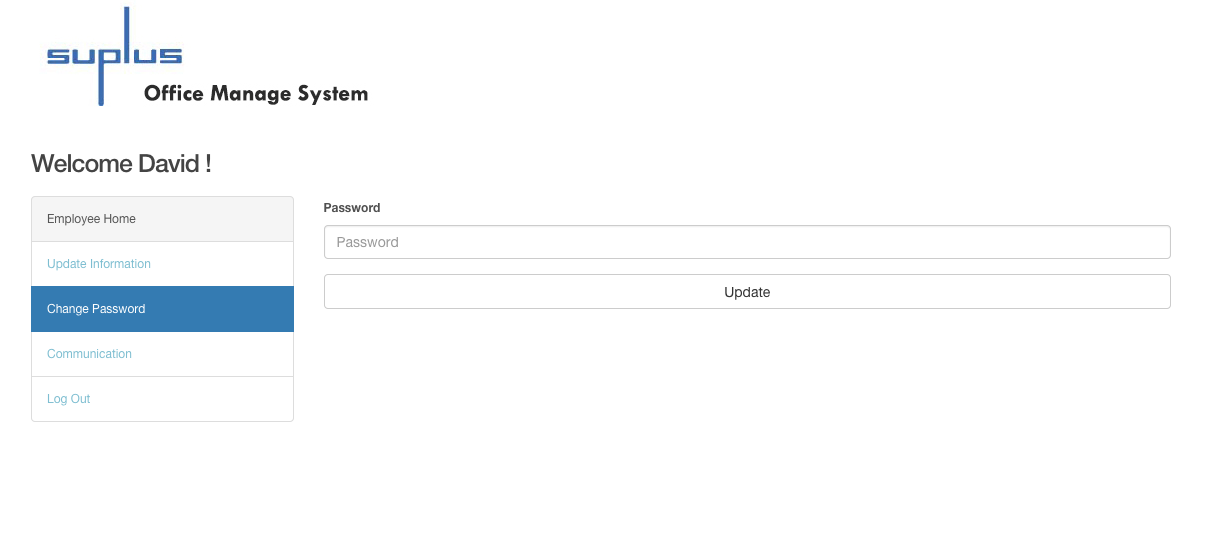 suplus
Office Manage System
Welcome David !
Employee Home
Update Information
Change Password
Communication
Log Out
Password
Password
Update